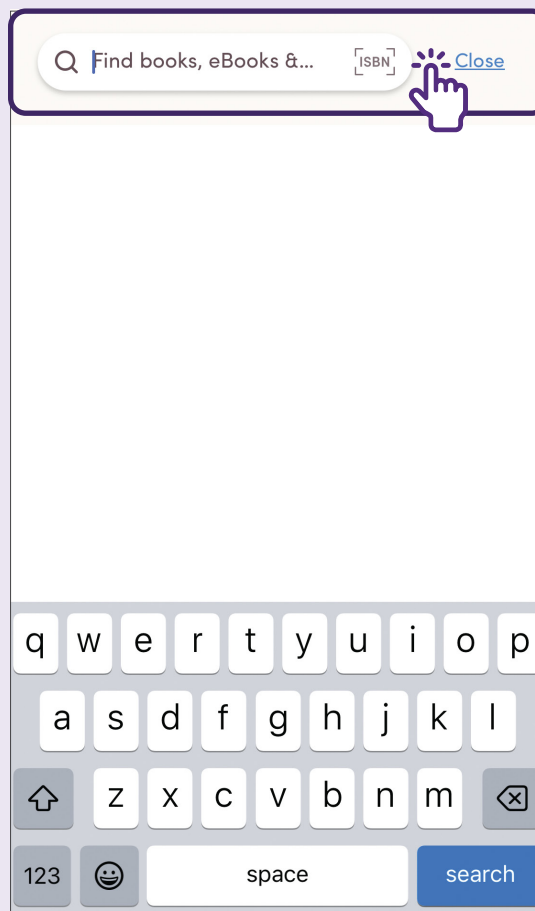 Find books, eBooks &... ISBN Close
q w e r t y u i o p
a s d f g h j k l
z x c v b n m
123 space search